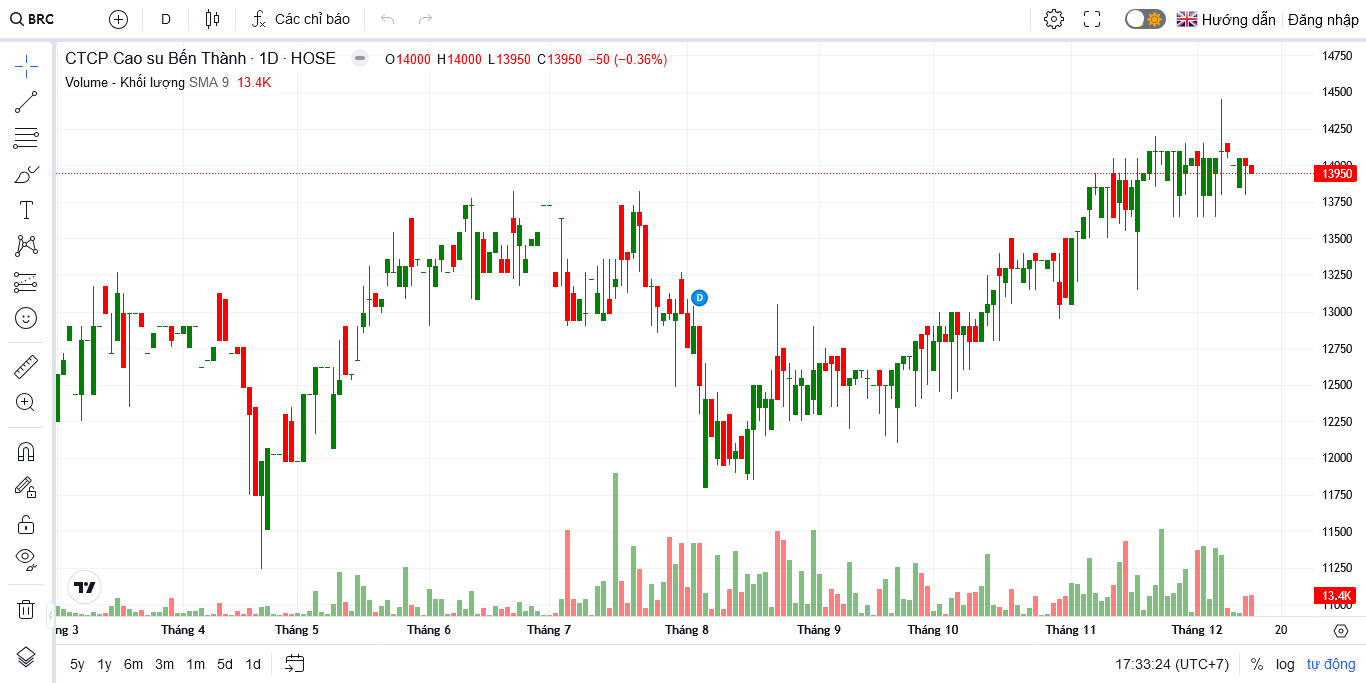 BRC D Các chỉ báo Hướng dẫn Đăng nhập
CTCP Cao su Bến Thành · 1D · HOSE O14000 H14000 L13950 C13950 −50 (−0.36%)
Volume - Khối lượng SMA 9 13.4K
14750
14500
14250
14000
13950
13750
13500
13250
D
13000
12750
12500
12250
12000
11750
11500
11250
13.4K
11000
ng 3 Tháng 4 Tháng 5 Tháng 6 Tháng 7 Tháng 8 Tháng 9 Tháng 10 Tháng 11 Tháng 12 20
5y 1y 6m 3m 1m 5d 1d 17:33:24 (UTC+7) % log tự động